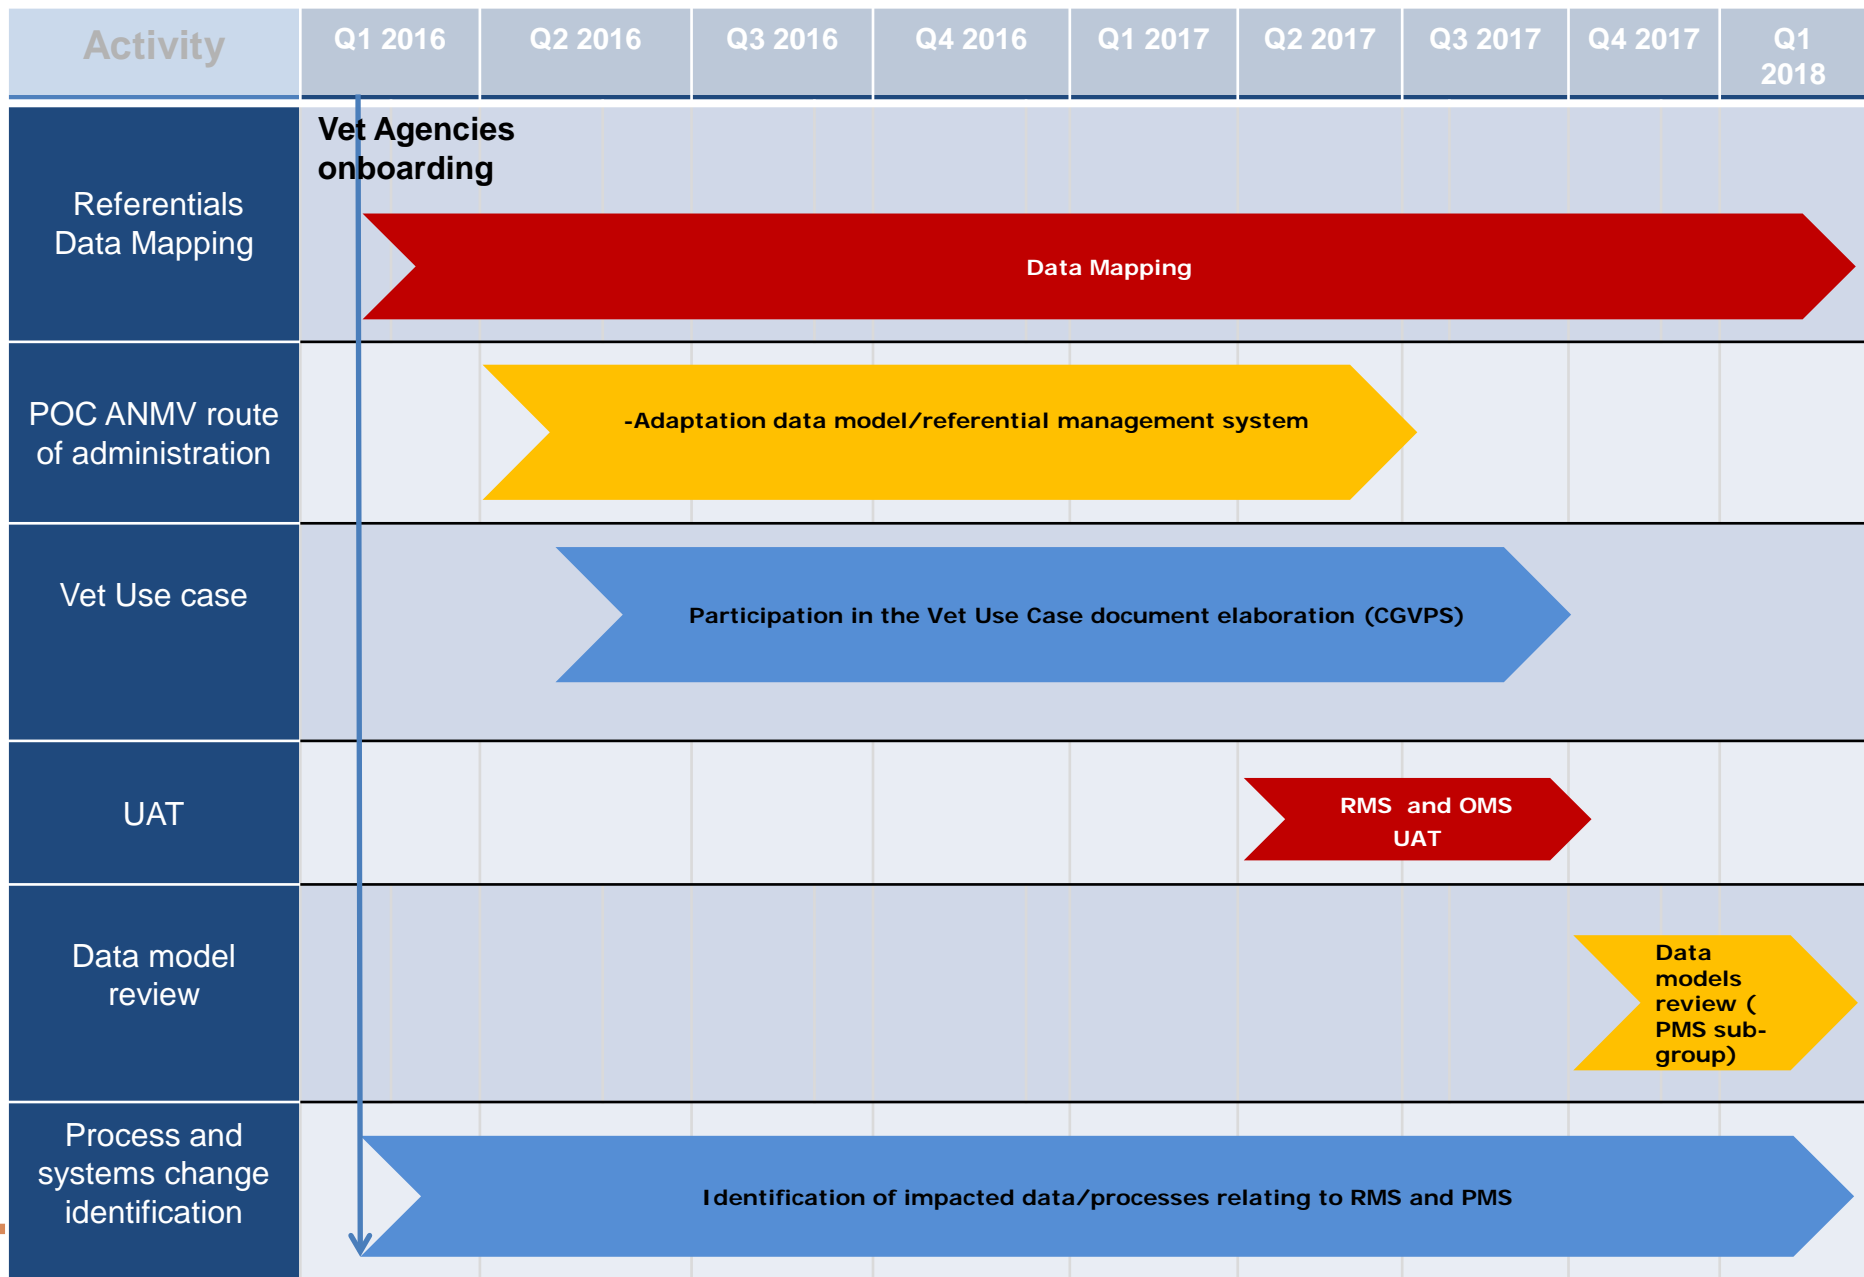 Activity
Q1 2016
Q2 2016
Q3 2016
Q4 2016
Q1 2017
Q2 2017
Q3 2017
Q4 2017
Q1
2018
Vet Agencies
onboarding
Referentials
Data Mapping
Data Mapping
POC ANMV route
of administration
-Adaptation data model/referential management system
Vet Use case
Participation in the Vet Use Case document elaboration (CGVPS)
UAT
RMS and OMS
UAT
Data model
review
Data
models
review (
PMS sub-
group)
Process and
systems change
identification
Identification of impacted data/processes relating to RMS and PMS